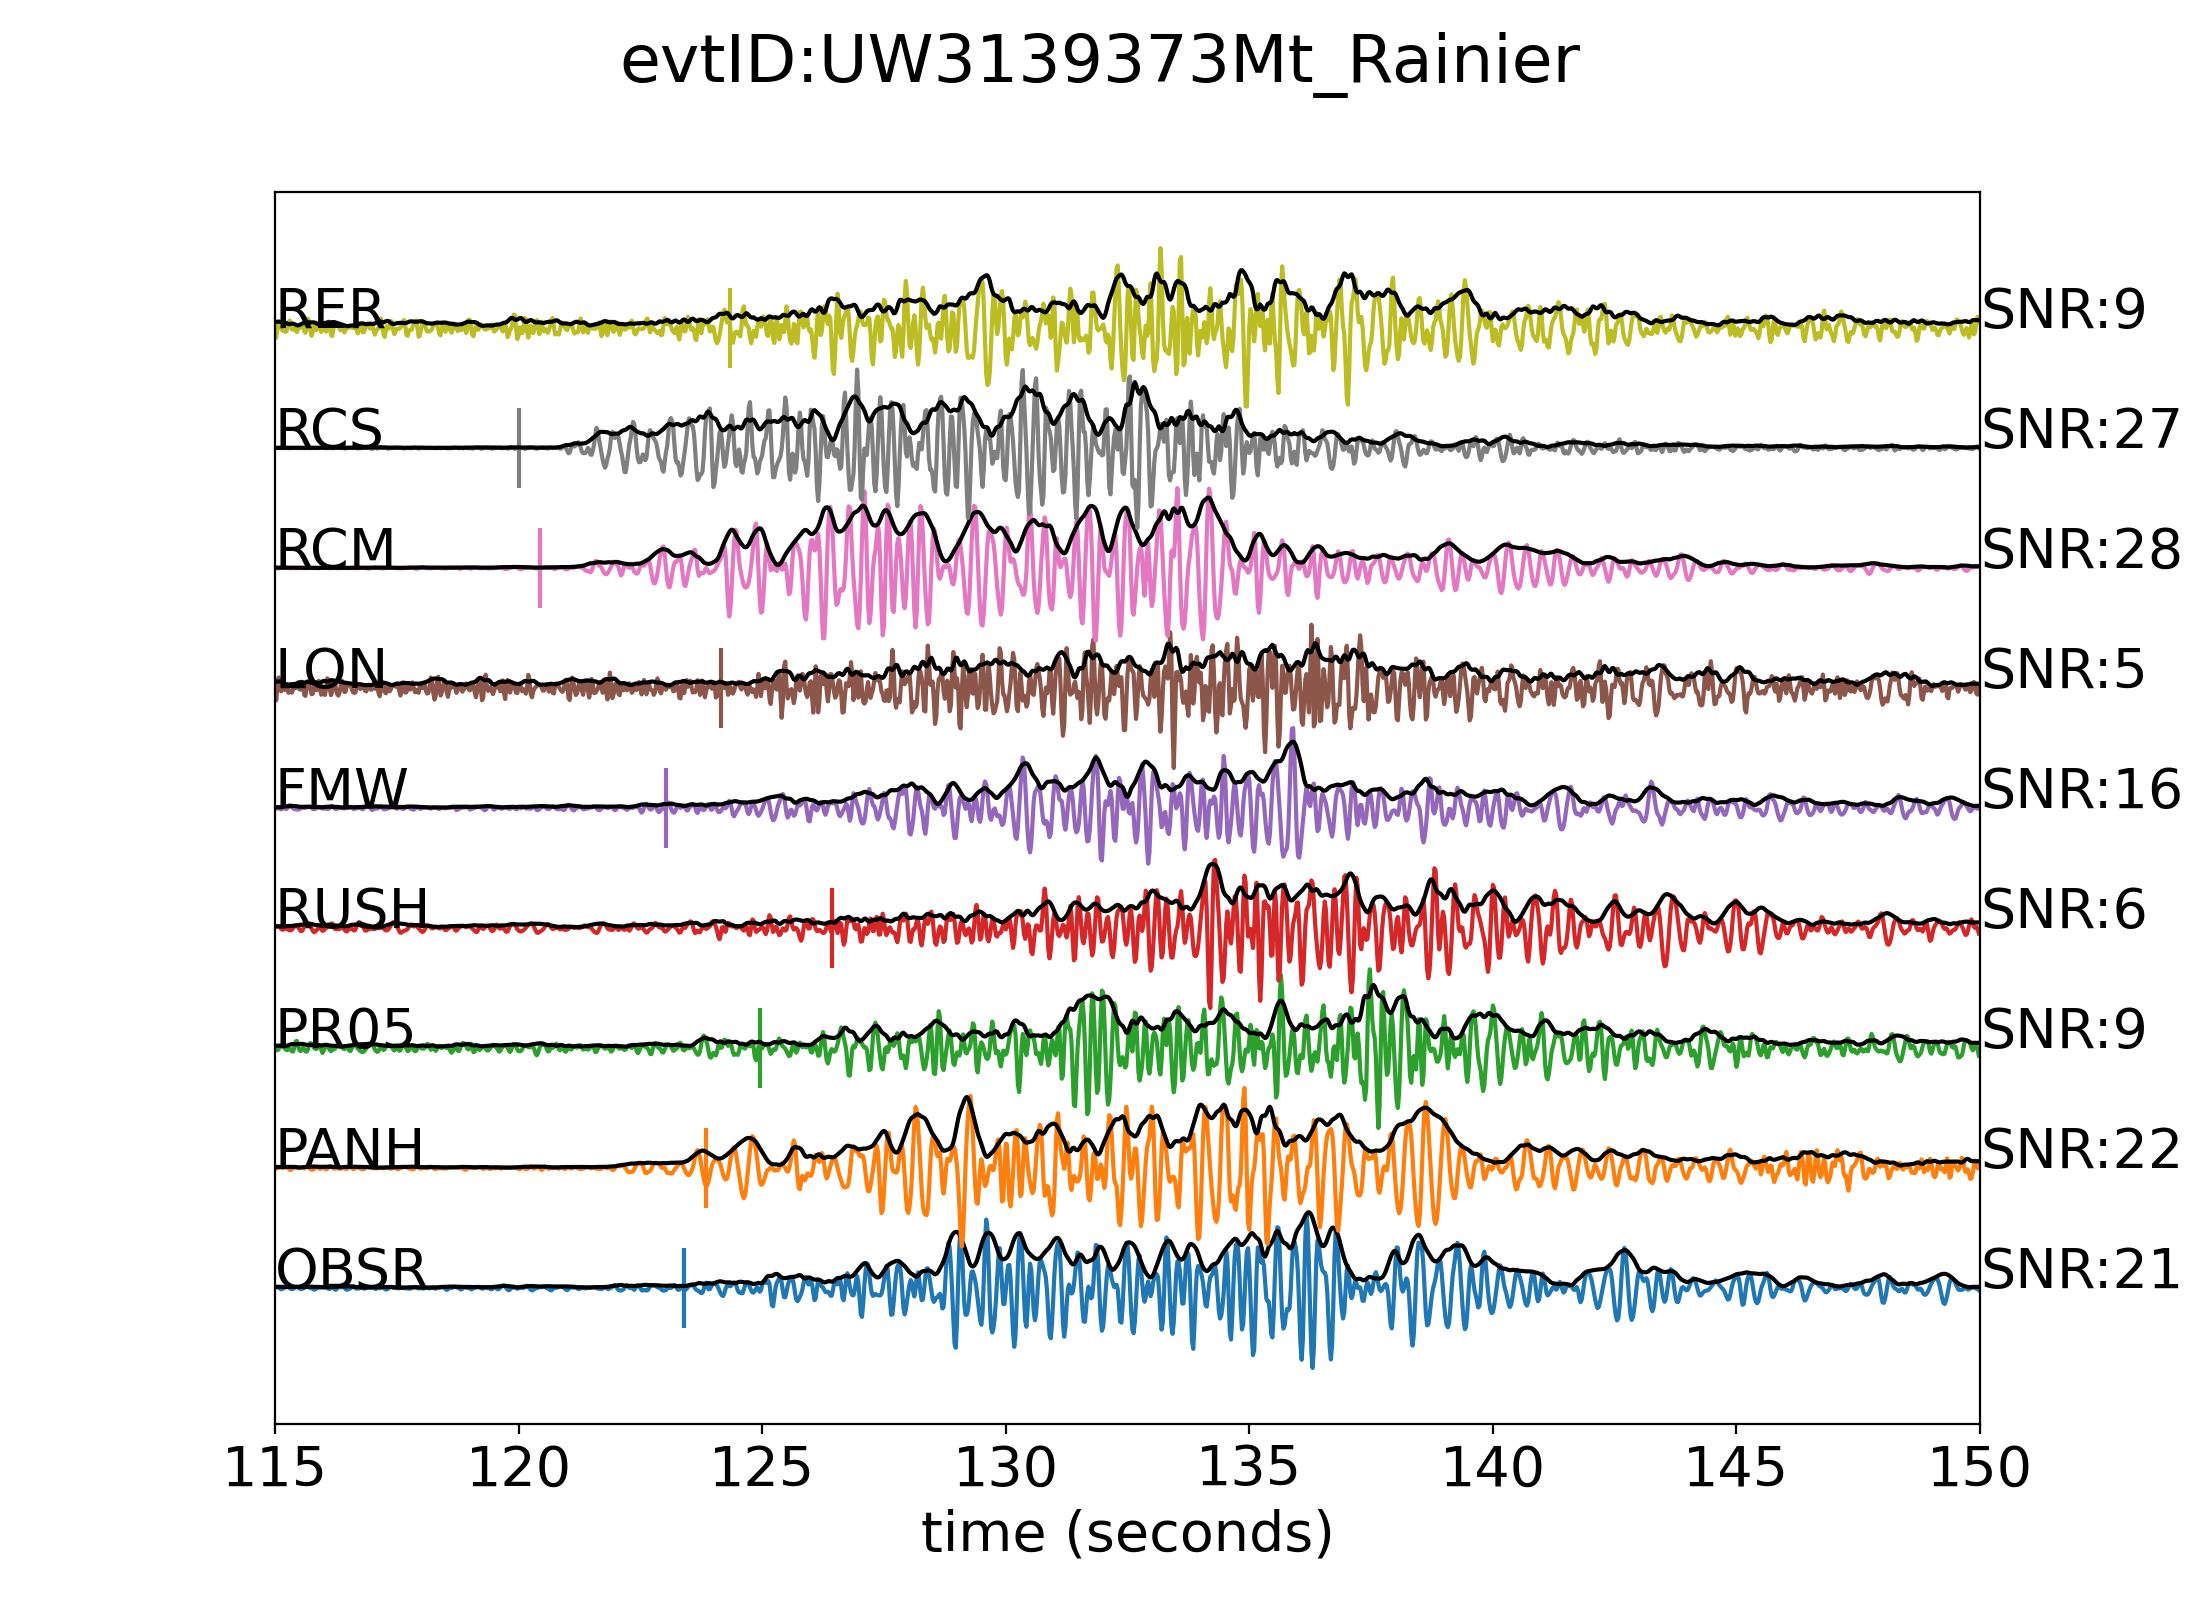 evtID:UW3139373Mt_Rainier
RER SNR:9
RCS SNR:27
RCM SNR:28
LON SNR:5
FMW SNR:16
RUSH SNR:6
PR05 SNR:9
PANH SNR:22
OBSR SNR:21
115 120 125 130 135 140 145 150
time (seconds)